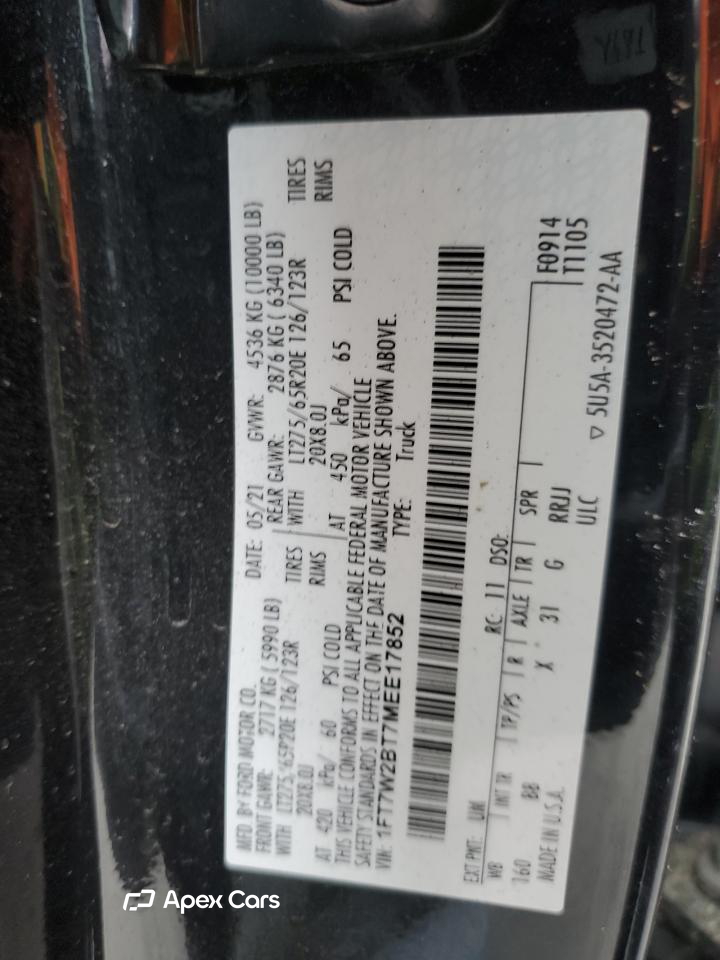 MFD. BY FORD MOTOR CO.
DATE: 05/21 GVWR: 4536 KG (10000 LB)
FRONT GAWR: 2717 KG ( 5990 LB)
REAR GAWR: 2876 KG ( 6340 LB)
WITH LT275/65R20E 126/123R TIRES
WITH LT275/65R20E 126/123R TIRES
20X8.0J RIMS
20X8.0J RIMS
AT 420 kPa/ 60 PSI COLD
AT 450 kPa/ 65 PSI COLD
THIS VEHICLE CONFORMS TO ALL APPLICABLE FEDERAL MOTOR VEHICLE
SAFETY STANDARDS IN EFFECT ON THE DATE OF MANUFACTURE SHOWN ABOVE.
VIN: 1FT7W2BT7MEE17852
TYPE: Truck
F0914
T1105
EXT PNT: UM RC: 11 DSO:
WB INT TR TP/PS R AXLE TR SPR
160 BB X 31 G RRJJ
MADE IN U.S.A. ULC
▽ 5U5A-3520472-AA
Apex Cars